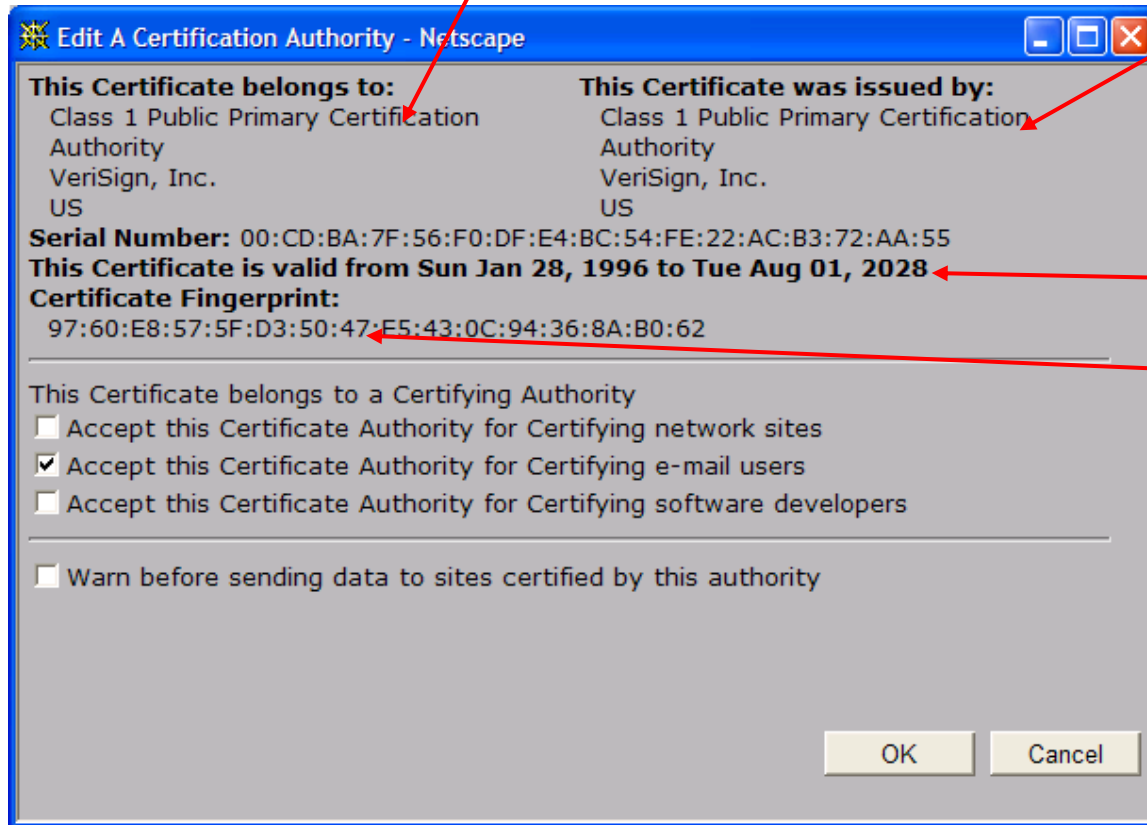 Edit A Certification Authority - Netscape
This Certificate belongs to:
Class 1 Public Primary Certification
Authority
VeriSign, Inc.
US
This Certificate was issued by:
Class 1 Public Primary Certification
Authority
VeriSign, Inc.
US
Serial Number: 00:CD:BA:7F:56:F0:DF:E4:BC:54:FE:22:AC:B3:72:AA:55
This Certificate is valid from Sun Jan 28, 1996 to Tue Aug 01, 2028
Certificate Fingerprint:
97:60:E8:57:5F:D3:50:47:E5:43:0C:94:36:8A:B0:62
This Certificate belongs to a Certifying Authority
Accept this Certificate Authority for Certifying network sites
Accept this Certificate Authority for Certifying e-mail users
Accept this Certificate Authority for Certifying software developers
Warn before sending data to sites certified by this authority
OK
Cancel